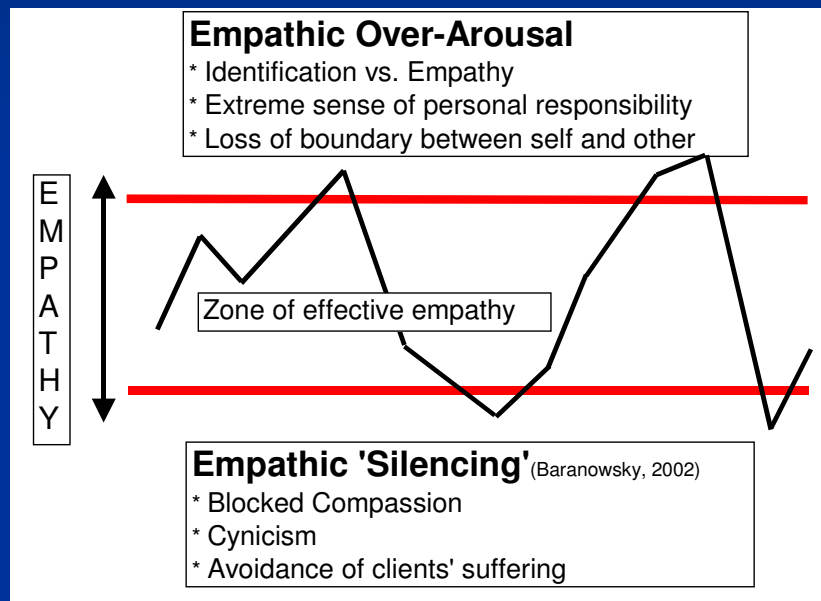 Empathic Over-Arousal
* Identification vs. Empathy
* Extreme sense of personal responsibility
* Loss of boundary between self and other
E
M
P
A
T
H
Y
Zone of effective empathy
Empathic 'Silencing'(Baranowsky, 2002)
* Blocked Compassion
* Cynicism
* Avoidance of clients' suffering